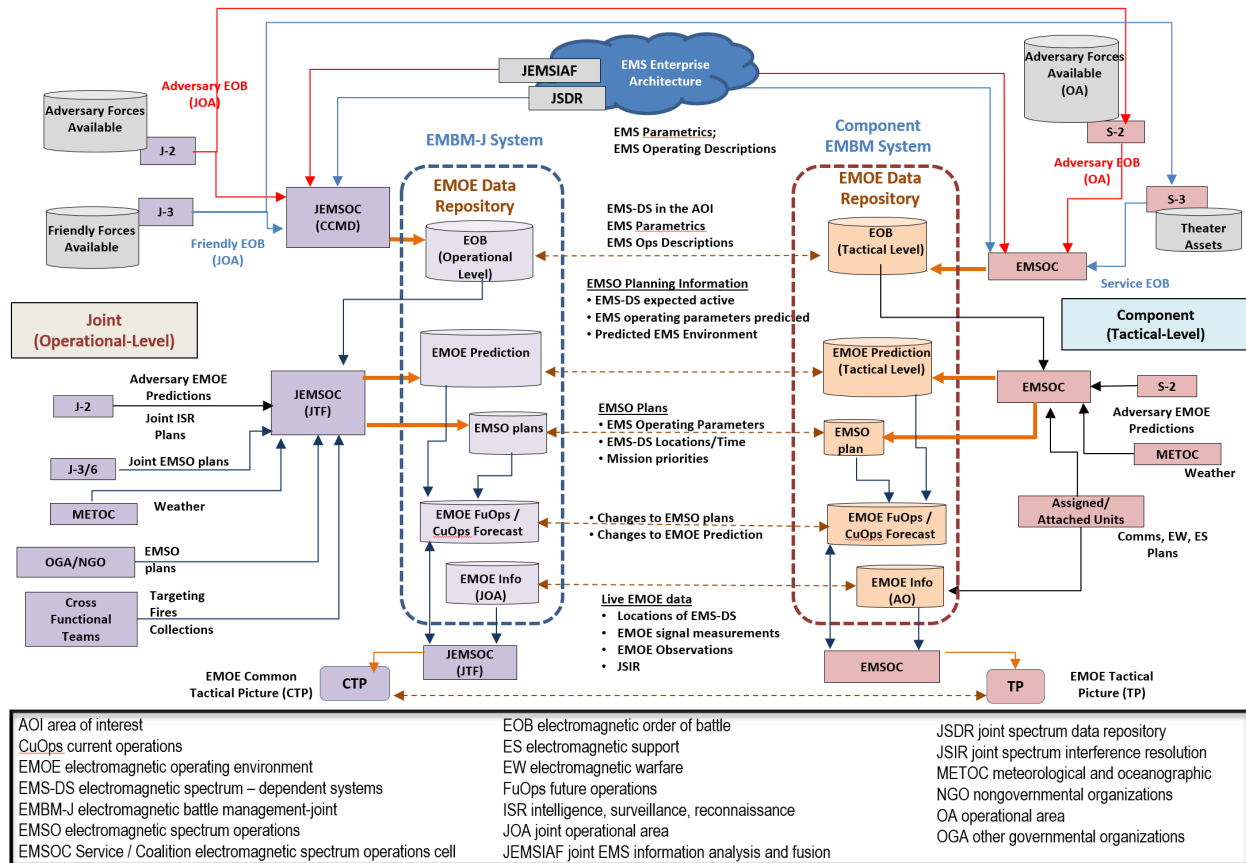 JEMSIAF
JSDR
EMS Enterprise
Architecture
Adversary Forces
Available
(OA)
S-2
Adversary EOB
(OA)
Adversary EOB
(JOA)
Adversary Forces
Available
J-2
J-3
Friendly Forces
Available
Friendly EOB
(JOA)
JEMSOC
(CCMD)
EMBM-J System
EMOE Data
Repository
EOB
(Operational
Level)
EMS Parametrics;
EMS Operating Descriptions
EMS-DS in the AOI
EMS Parametrics
EMS Ops Descriptions
Component
EMBM System
EMOE Data
Repository
EOB
(Tactical Level)
S-3
Theater
Assets
EMSOC
Service EOB
EMSO Planning Information
• EMS-DS expected active
• EMS operating parameters predicted
• Predicted EMS Environment
Joint
(Operational-Level)
Component
(Tactical-Level)
EMOE Prediction
EMOE Prediction
(Tactical Level)
Adversary EMOE
Predictions
J-2
Joint ISR
Plans
JEMSOC
(JTF)
EMSOC
S-2
Adversary EMOE
Predictions
EMSO plans
EMSO Plans
• EMS Operating Parameters
• EMS-DS Locations/Time
• Mission priorities
EMSO
plan
J-3/6
Joint EMSO plans
METOC
Weather
METOC
Weather
EMOE FuOps /
CuOps Forecast
• Changes to EMSO plans
• Changes to EMOE Prediction
EMOE FuOps /
CuOps Forecast
Assigned/
Attached Units
Comms, EW, ES
Plans
OGA/NGO
EMSO
plans
Cross
Functional
Teams
Targeting
Fires
Collections
EMOE Info
(JOA)
EMOE Info
(AO)
Live EMOE data
• Locations of EMS-DS
• EMOE signal measurements
• EMOE Observations
• JSIR
JEMSOC
(JTF)
EMSOC
EMOE Common
Tactical Picture (CTP)
CTP
TP
EMOE Tactical
Picture (TP)
AOI area of interest
CuOps current operations
EMOE electromagnetic operating environment
EMS-DS electromagnetic spectrum – dependent systems
EMBM-J electromagnetic battle management-joint
EMSO electromagnetic spectrum operations
EMSOC Service / Coalition electromagnetic spectrum operations cell
EOB electromagnetic order of battle
ES electromagnetic support
EW electromagnetic warfare
FuOps future operations
ISR intelligence, surveillance, reconnaissance
JOA joint operational area
JEMSIAF joint EMS information analysis and fusion
JSDR joint spectrum data repository
JSIR joint spectrum interference resolution
METOC meteorological and oceanographic
NGO nongovernmental organizations
OA operational area
OGA other governmental organizations